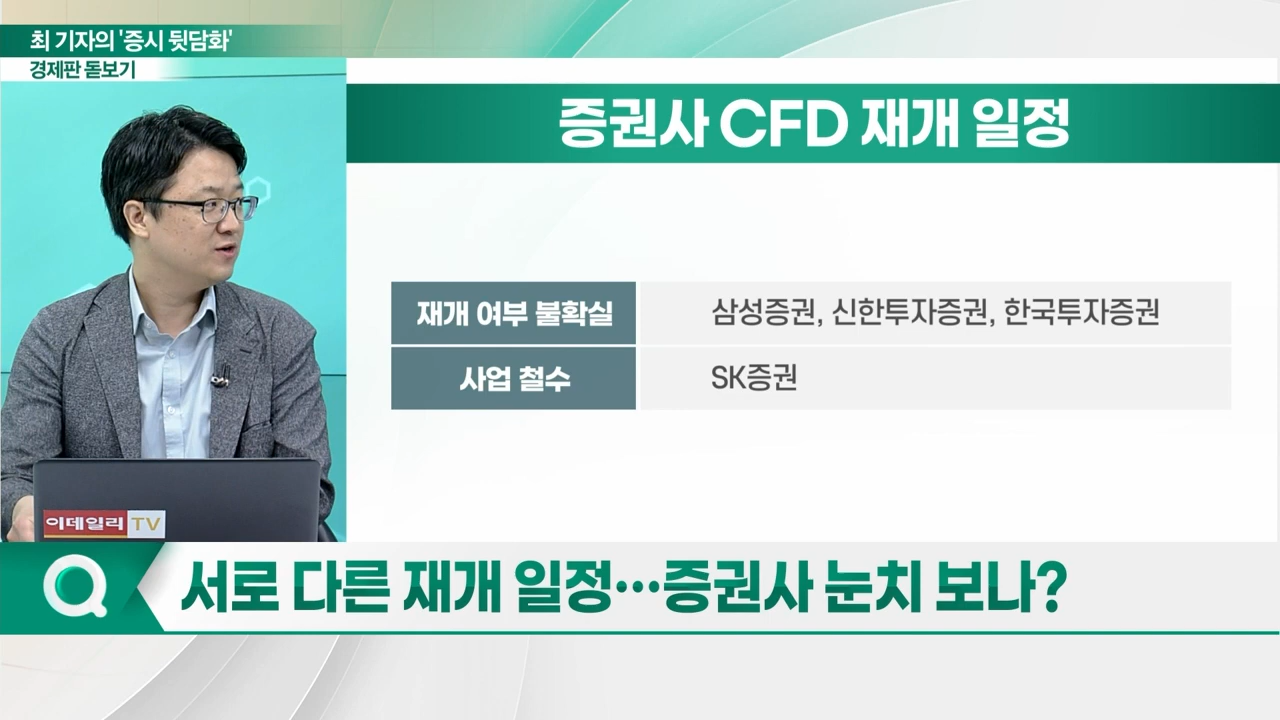 최 기자의 '증시 뒷담화'
경제판 돋보기
증권사 CFD 재개 일정
재개 여부 불확실 삼성증권, 신한투자증권, 한국투자증권
사업 철수 SK증권
이데일리 TV
서로 다른 재개 일정…증권사 눈치 보나?